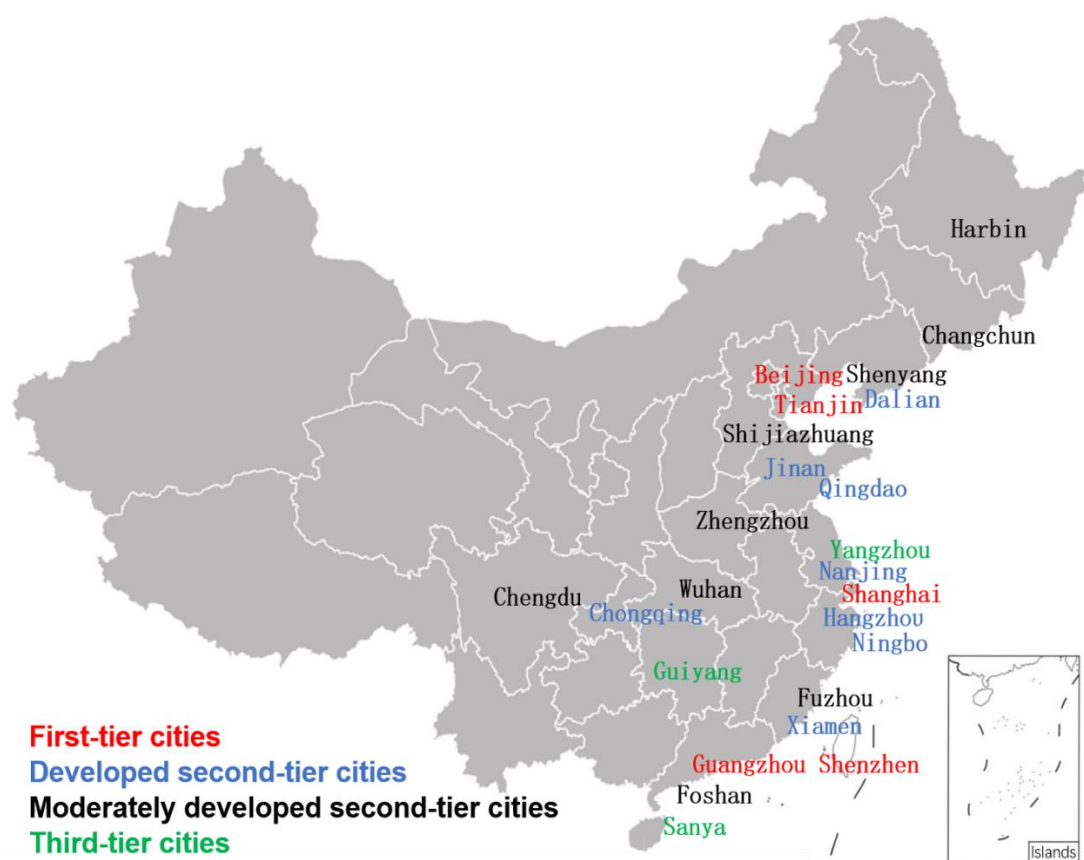 Harbin
Changchun
Beijing Shenyang
Tianjin Dalian
Shijiazhuang
Jinan
Qingdao
Zhengzhou
Yangzhou
Nanjing
Chengdu
Wuhan
Shanghai
Chongqing
Hangzhou
Ningbo
Guiyang
Fuzhou
Xiamen
Guangzhou Shenzhen
Foshan
Sanya
First-tier cities
Developed second-tier cities
Moderately developed second-tier cities
Third-tier cities
Islands